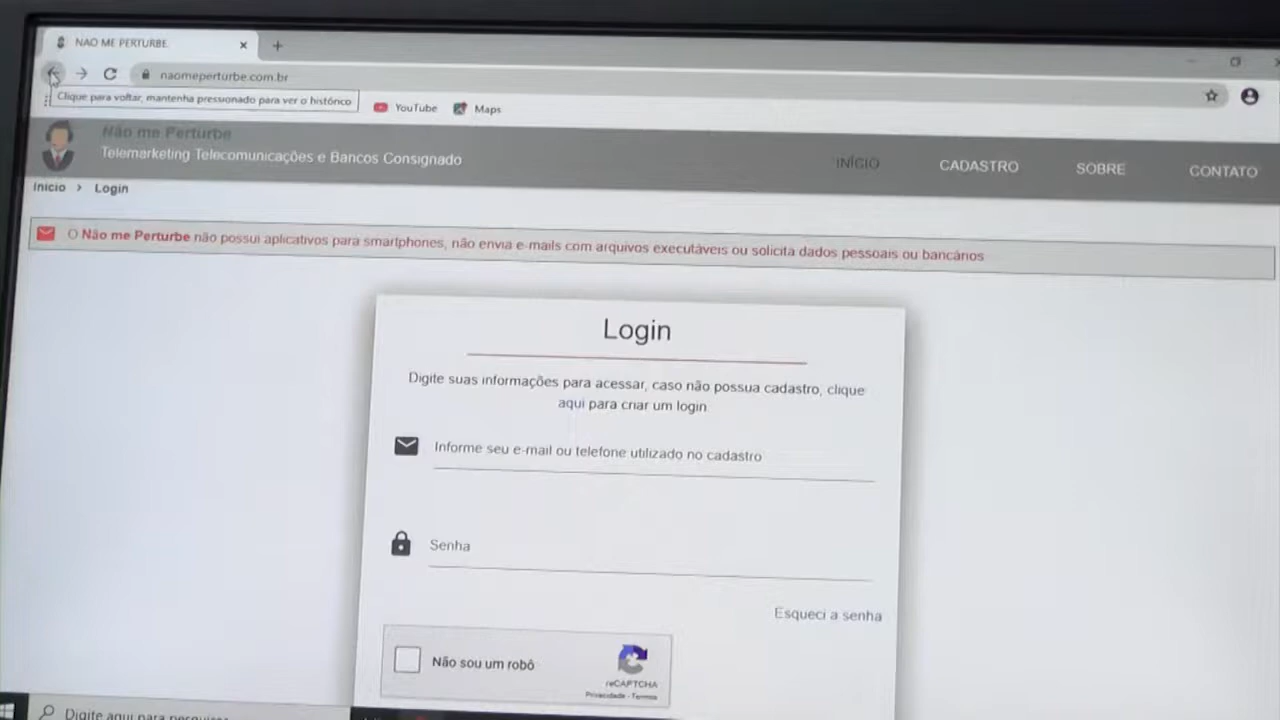 NAO ME PERTURBE
naomeperturbe.com.br
Clique para voltar, mantenha pressionado para ver o histórico
YouTube
Maps
Não me Perturbe
Telemarketing Telecomunicações e Bancos Consignado
INÍCIO
CADASTRO
SOBRE
CONTATO
Início > Login
O Não me Perturbe não possui aplicativos para smartphones, não envia e-mails com arquivos executáveis ou solicita dados pessoais ou bancários
Login
Digite suas informações para acessar, caso não possua cadastro, clique
aqui para criar um login
Informe seu e-mail ou telefone utilizado no cadastro
Senha
Esqueci a senha
Não sou um robô
reCAPTCHA
Privacidade - Termos
Digite aqui para pesquisar